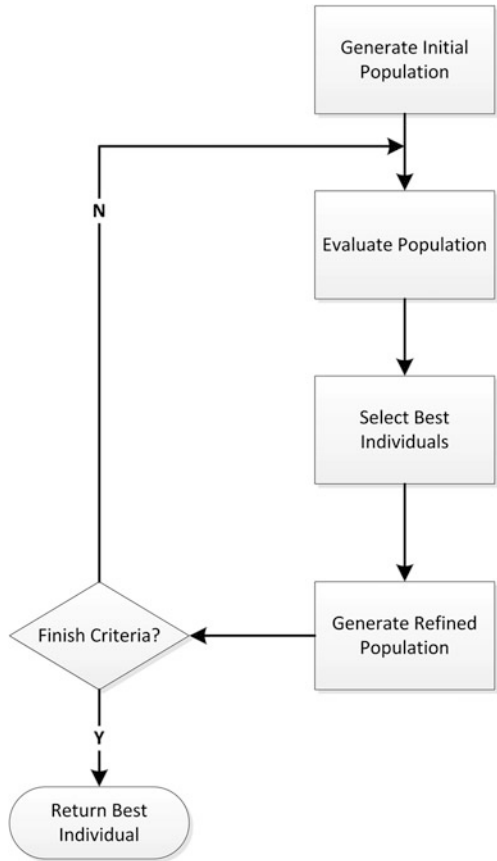 Generate Initial
Population
N
Evaluate Population
Select Best
Individuals
Finish Criteria?
Generate Refined
Population
Y
Return Best
Individual